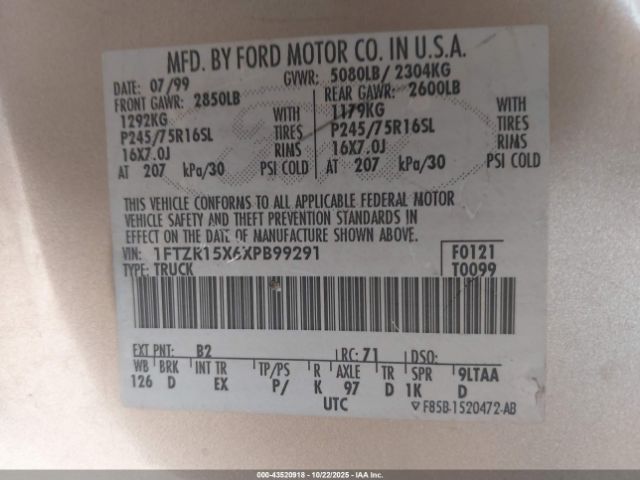 MFD. BY FORD MOTOR CO. IN U.S.A.
DATE: 07/99 GVWR: 5080LB/ 2304KG
FRONT GAWR: 2850LB REAR GAWR: 2600LB
1292KG WITH 1179KG WITH
P245/75R16SL TIRES P245/75R16SL TIRES
16X7.0J RIMS 16X7.0J RIMS
AT 207 kPa/30 PSI COLD AT 207 kPa/30 PSI COLD
THIS VEHICLE CONFORMS TO ALL APPLICABLE FEDERAL MOTOR
VEHICLE SAFETY AND THEFT PREVENTION STANDARDS IN
EFFECT ON THE DATE OF MANUFACTURE SHOWN ABOVE.
VIN: 1FTZR15X6XPB99291 F0121
TYPE: TRUCK T0099
EXT PNT: B2 RC: 71 DSO:
WB BRK INT TR TP/PS R AXLE TR SPR 9LTAA
126 D EX P/ K 97 D 1K D
UTC F85B-1520472-AB
000-43520918 - 10/22/2025 - IAAI.COM